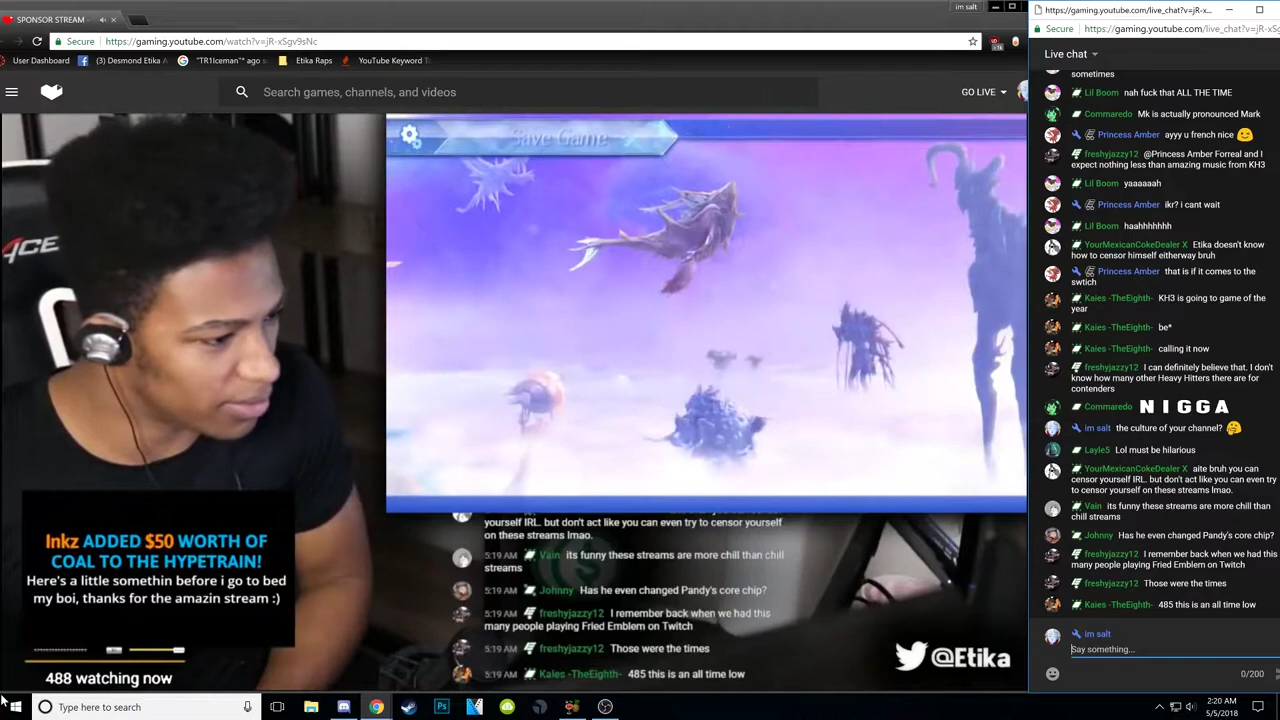 SPONSOR STREAM
im salt
https://gaming.youtube.com/live_chat?v=jR-x...
Secure
https://gaming.youtube.com/watch?v=jR-xSgv9sNc
Secure
https://gaming.youtube.com/live_chat?v=jR-xSg
User Dashboard
(3) Desmond Etika A
"TR1Iceman"* ago s
Etika Raps
YouTube Keyword T
Search games, channels, and videos
GO LIVE
Save Game
Inkz ADDED $50 WORTH OF
COAL TO THE HYPETRAIN!
Here's a little somethin before i go to bed
my boi, thanks for the amazin stream :)
488 watching now
yourself IRL. but don't act like you can even try to censor
yourself on these streams lmao.
5:19 AM Vain its funny these streams are more chill than chill
streams
5:19 AM Johnny Has he even changed Pandy's core chip?
5:19 AM freshyjazzy12 I remember back when we had this
many people playing Fried Emblem on Twitch
5:19 AM freshyjazzy12 Those were the times
5:19 AM Kaies -TheEighth- 485 this is an all time low
@Etika
Live chat
sometimes
Lil Boom nah fuck that ALL THE TIME
Commaredo Mk is actually pronounced Mark
Princess Amber ayyy u french nice 😊
freshyjazzy12 @Princess Amber Forreal and I
expect nothing less than amazing music from KH3
Lil Boom yaaaaaah
Princess Amber ikr? i cant wait
Lil Boom haahhhhhhh
YourMexicanCokeDealer X Etika doesn't know
how to censor himself eitherway bruh
Princess Amber that is if it comes to the
swtich
Kaies -TheEighth- KH3 is going to game of the
year
Kaies -TheEighth- be*
Kaies -TheEighth- calling it now
freshyjazzy12 I can definitely believe that. I don't
know how many other Heavy Hitters there are for
contenders
Commaredo N I G G A
im salt the culture of your channel? 🤔
Layle5 Lol must be hilarious
YourMexicanCokeDealer X aite bruh you can
censor yourself IRL. but don't act like you can even try
to censor yourself on these streams lmao.
Vain its funny these streams are more chill than
chill streams
Johnny Has he even changed Pandy's core chip?
freshyjazzy12 I remember back when we had this
many people playing Fried Emblem on Twitch
freshyjazzy12 Those were the times
Kaies -TheEighth- 485 this is an all time low
im salt
Say something...
0/200
Type here to search
2:20 AM
5/5/2018